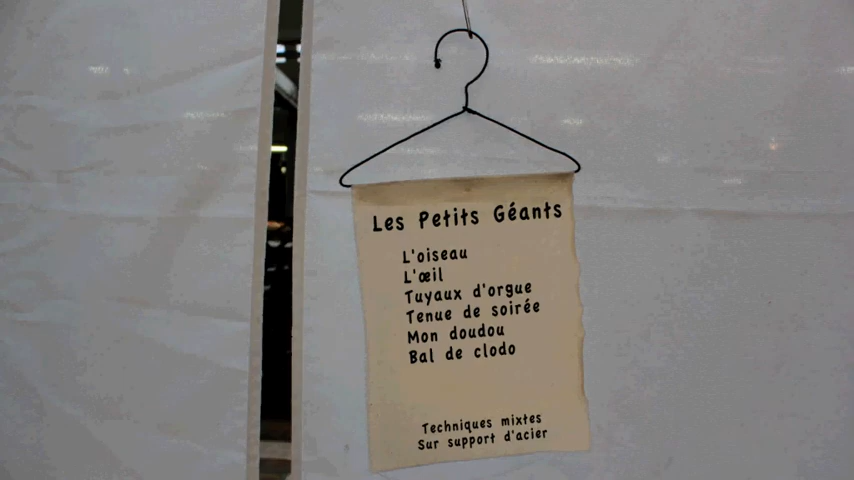 Les Petits Géants
L'oiseau
L'œil
Tuyaux d'orgue
Tenue de soirée
Mon doudou
Bal de clodo
Techniques mixtes
Sur support d'acier